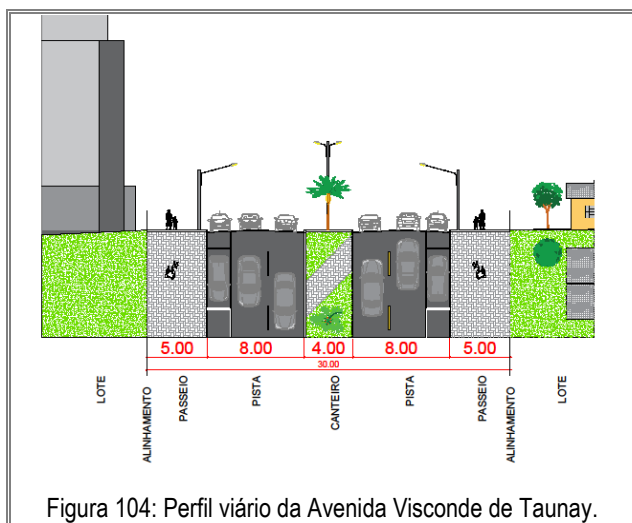 5.00 8.00 4.00 8.00 5.00
30.00
LOTE ALINHAMENTO PASSEIO PISTA CANTEIRO PISTA PASSEIO ALINHAMENTO LOTE
Figura 104: Perfil viário da Avenida Visconde de Taunay.